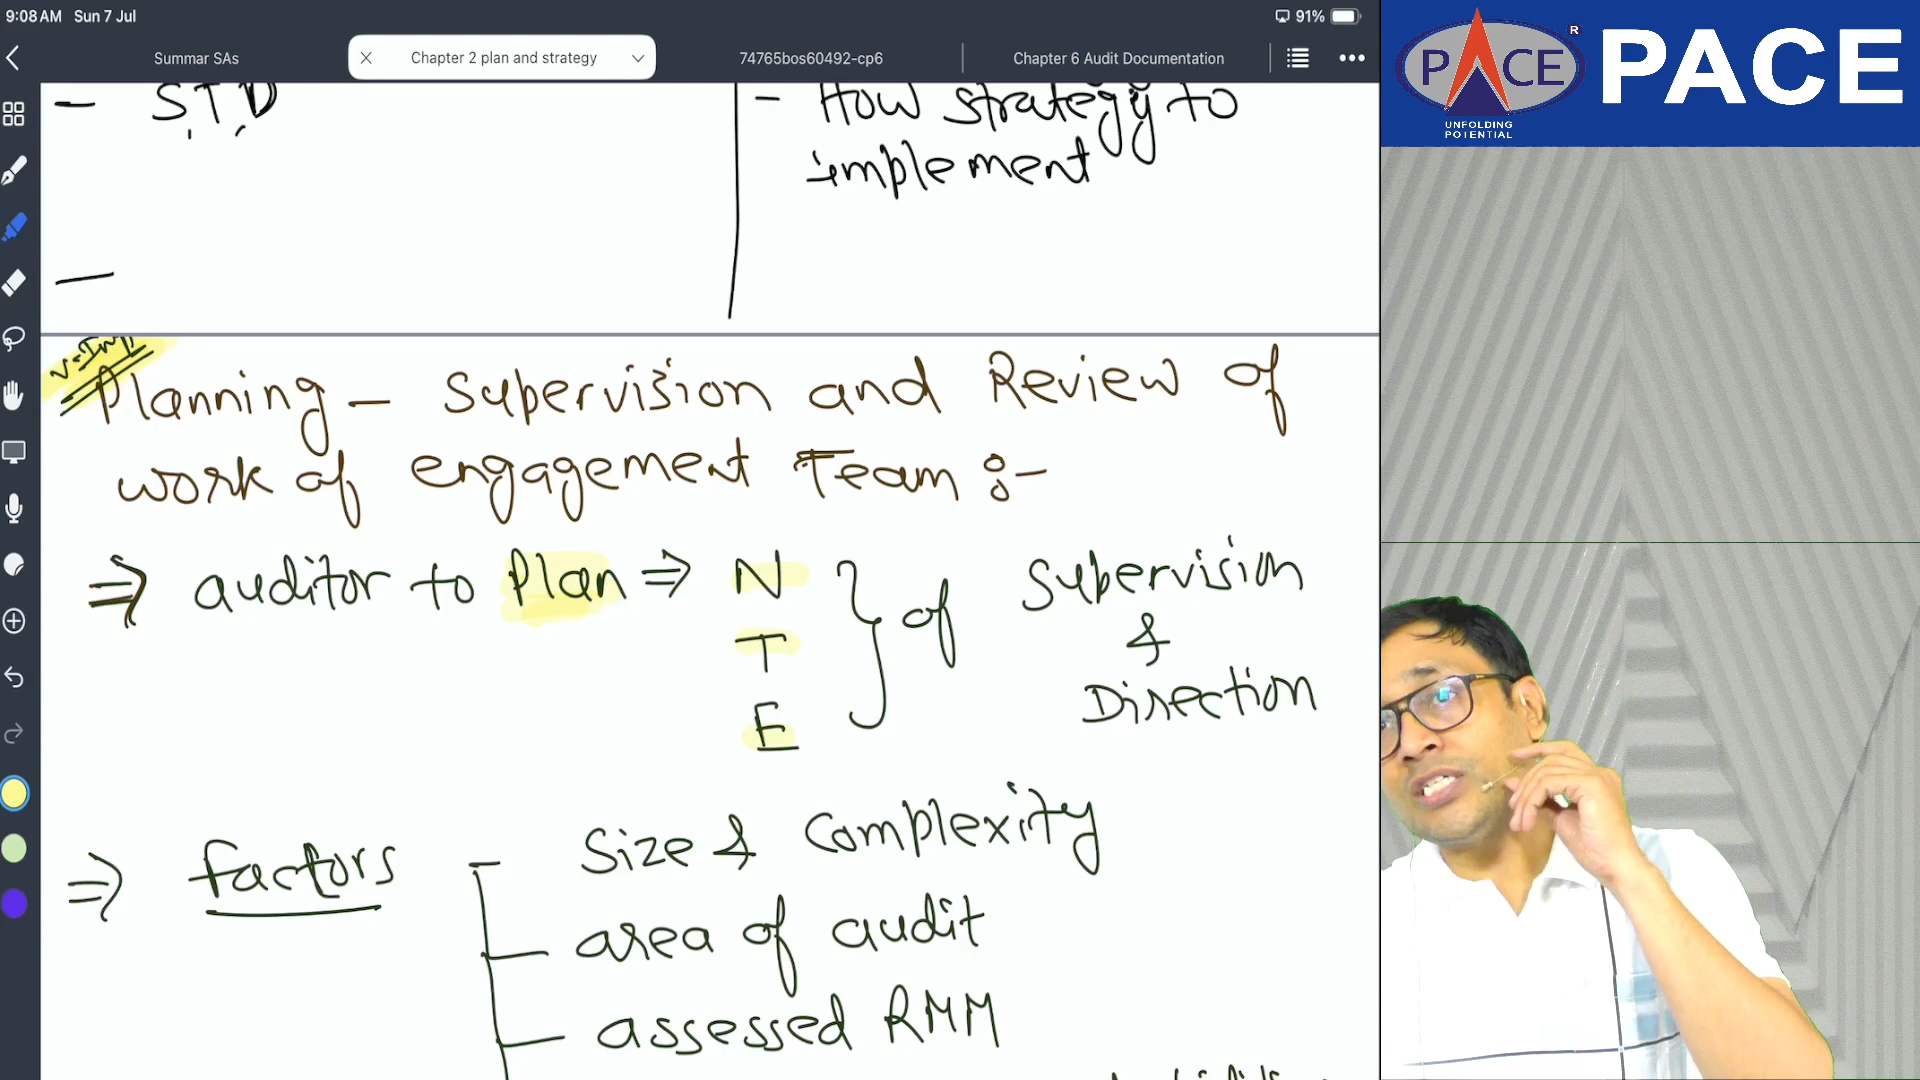 9:08 AM Sun 7 Jul
91%
Summar SAs
Chapter 2 plan and strategy
74765bos60492-cp6
Chapter 6 Audit Documentation
PACE
UNFOLDING
POTENTIAL
R
PACE
- S.T.D
- How strategy to
implement
V. Imp
Planning - Supervision and Review of
work of engagement Team :-
⇒ auditor to Plan ⇒ N
T
E
} of Supervision
&
Direction
⇒ factors
Size & Complexity
- area of audit
- assessed RMM